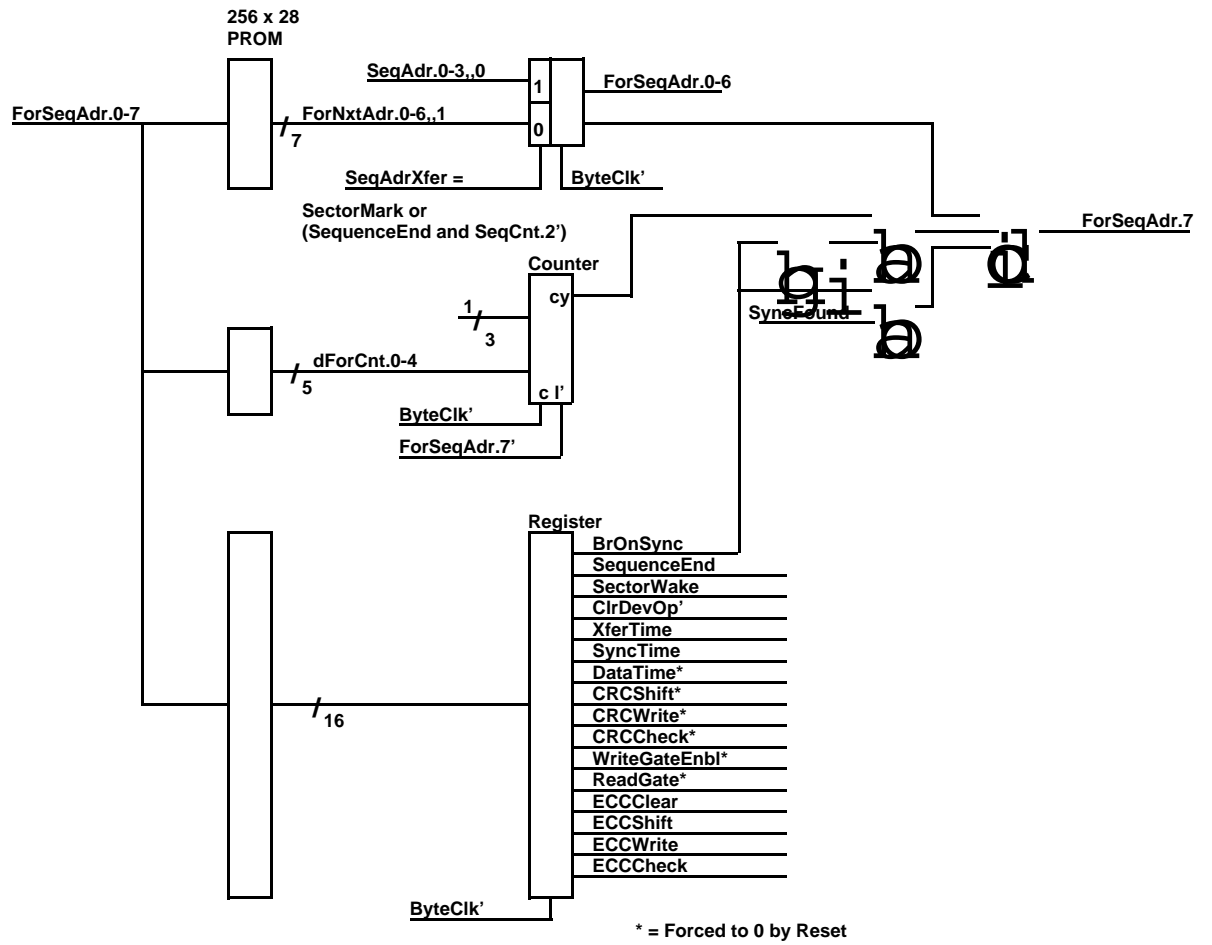 256 x 28
PROM
SeqAdr.0-3,,0
1
ForSeqAdr.0-6
ForSeqAdr.0-7
/
7
ForNxtAdr.0-6,,1
0
SeqAdrXfer =
ByteClk’
SectorMark or
(SequenceEnd and SeqCnt.2’)
ForSeqAdr.7
Counter
cy
1
/
3
SyncFound
dForCnt.0-4
/
5
c l’
ByteClk’
ForSeqAdr.7’
Register
BrOnSync
SequenceEnd
SectorWake
ClrDevOp’
XferTime
SyncTime
DataTime*
CRCShift*
/
16
CRCWrite*
CRCCheck*
WriteGateEnbl*
ReadGate*
ECCClear
ECCShift
ECCWrite
ECCCheck
ByteClk’
* = Forced to 0 by Reset